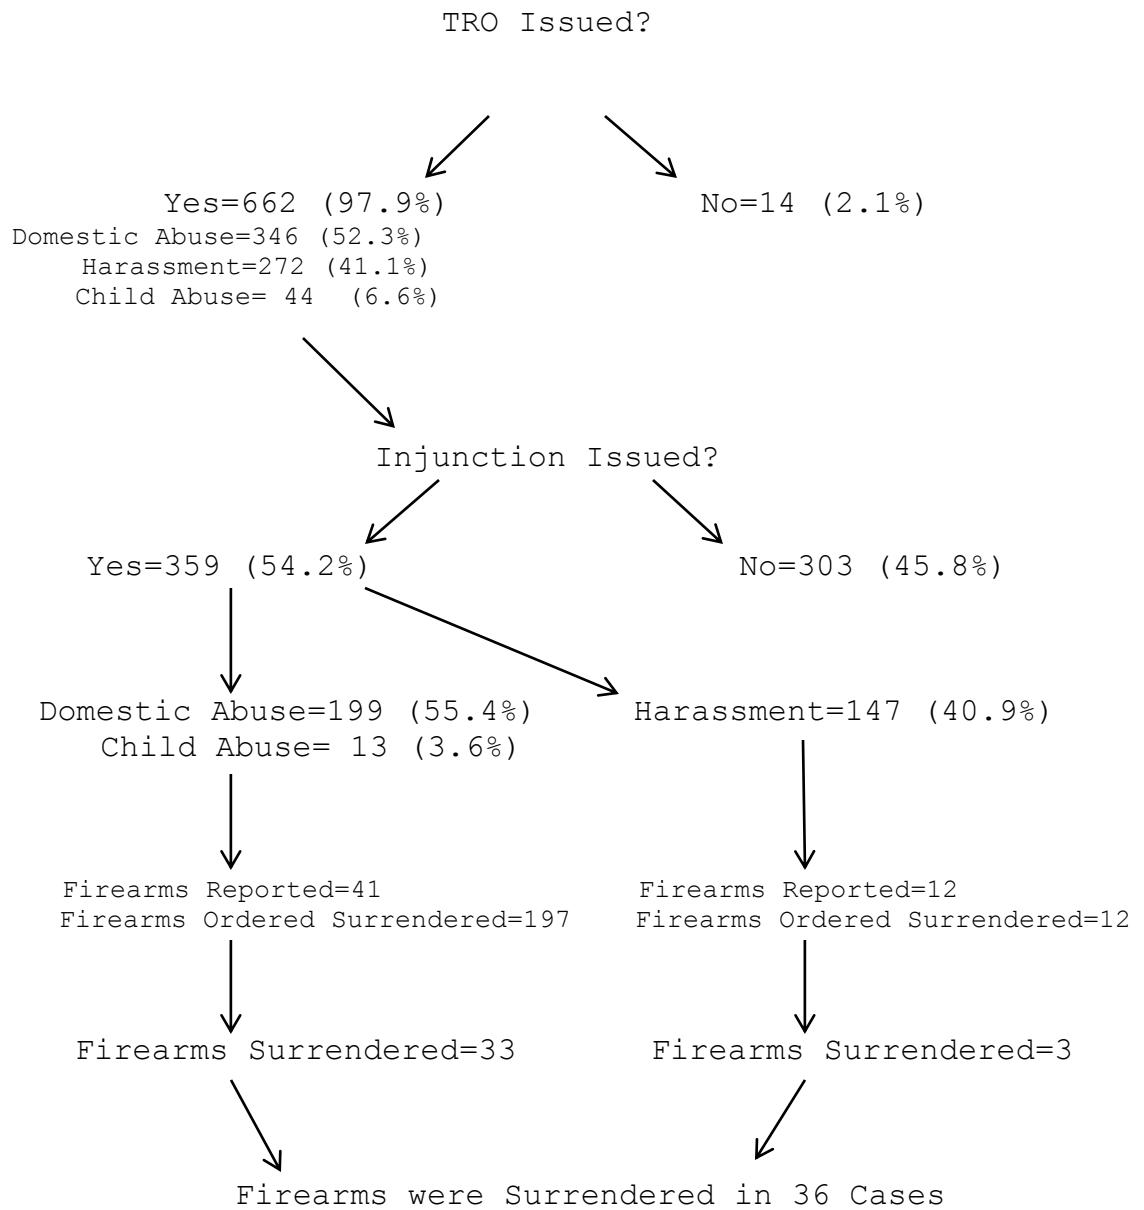 TRO Issued?
Yes=662 (97.9%)
No=14 (2.1%)
Domestic Abuse=346 (52.3%)
Harassment=272 (41.1%)
Child Abuse= 44 (6.6%)
Injunction Issued?
Yes=359 (54.2%)
No=303 (45.8%)
Domestic Abuse=199 (55.4%)
Child Abuse= 13 (3.6%)
Harassment=147 (40.9%)
Firearms Reported=41
Firearms Ordered Surrendered=197
Firearms Reported=12
Firearms Ordered Surrendered=12
Firearms Surrendered=33
Firearms Surrendered=3
Firearms were Surrendered in 36 Cases